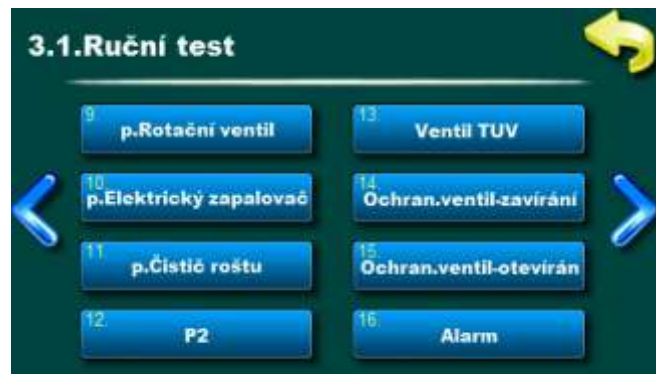 3.1.Ruční test
9
p.Rotační ventil
10.
p.Elektrický zapalovač
11
p.Čistič roštu
12.
P2
13.
Ventil TUV
14.
Ochran.ventil-zavírání
15.
Ochran.ventil-otevírán
16.
Alarm